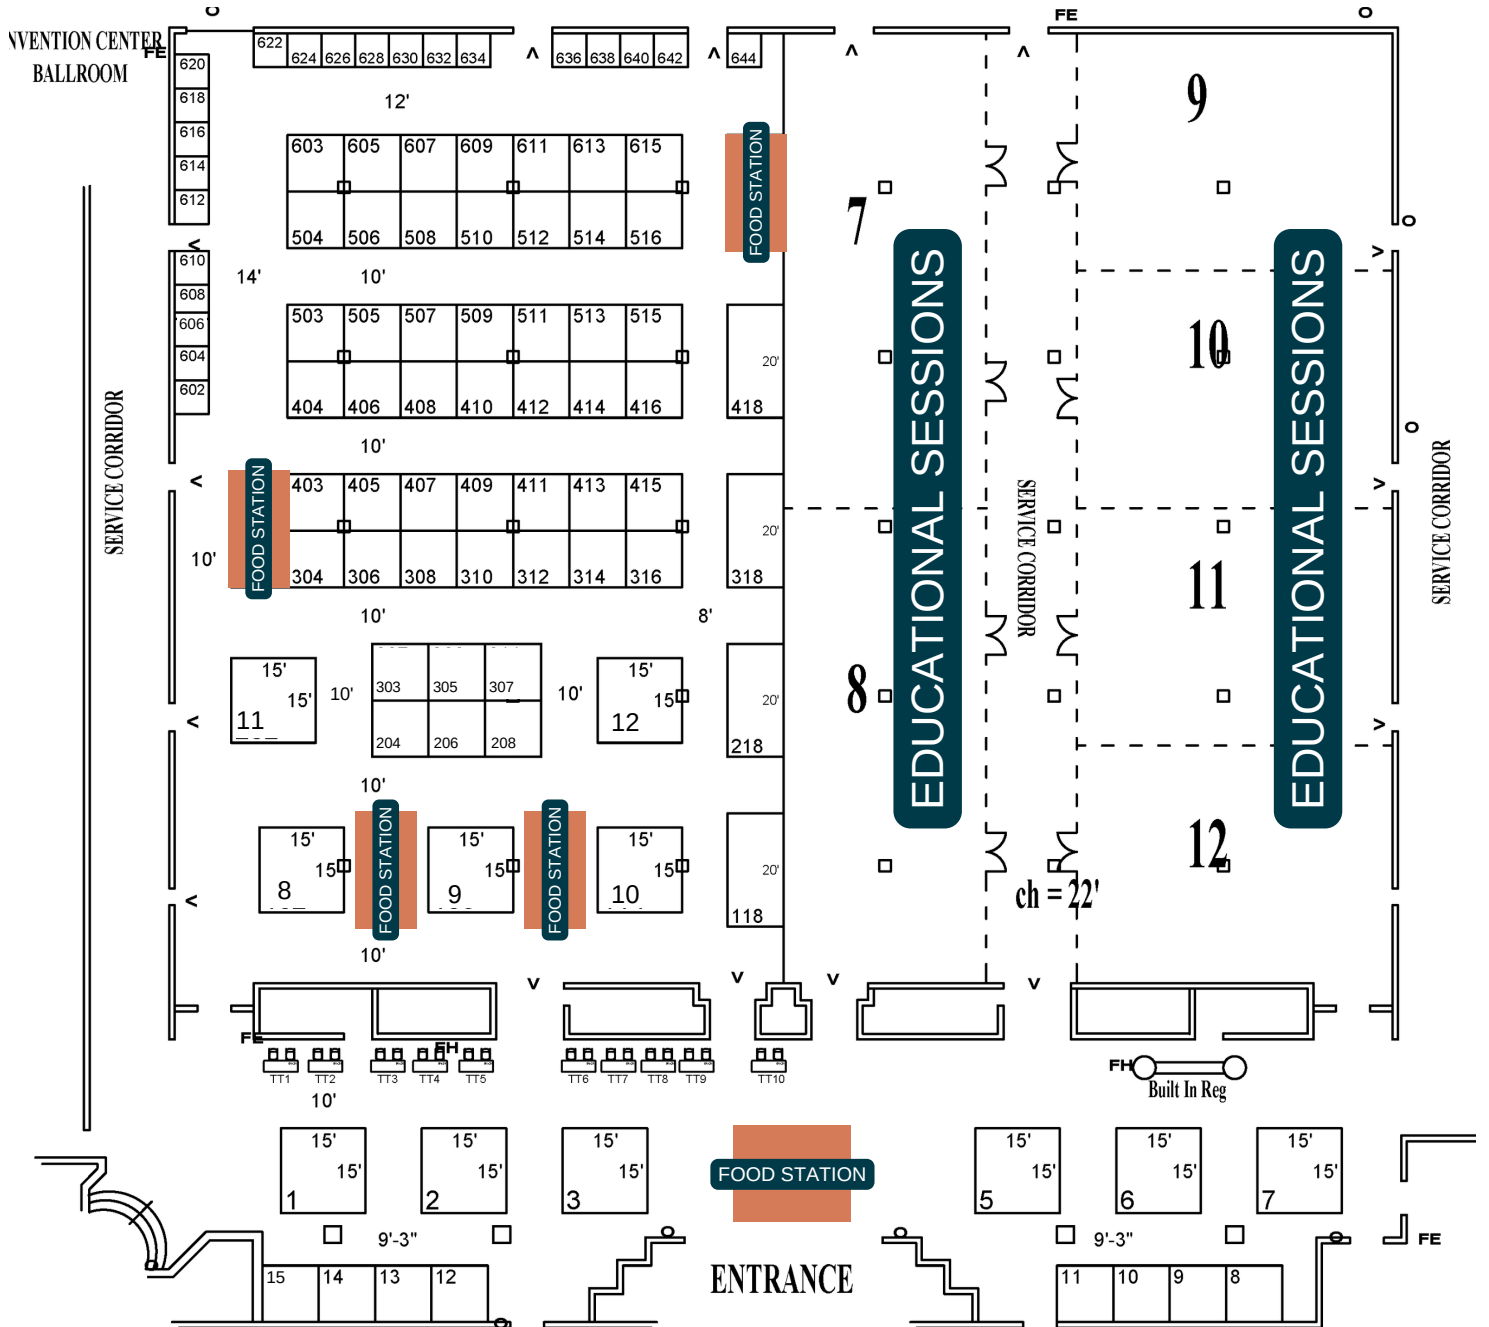 NVENTION CENTER
BALLROOM
FE
FE
O
O
622
624 626 628 630 632 634
636 638 640 642
644
620
618
616
614
612
610
608
606
604
602
12'
603 605 607 609 611 613 615
504 506 508 510 512 514 516
FOOD STATION
7
9
14'
10'
503 505 507 509 511 513 515
404 406 408 410 412 414 416
20'
418
10
10'
403 405 407 409 411 413 415
304 306 308 310 312 314 316
FOOD STATION
10'
20'
318
SERVICE CORRIDOR
EDUCATIONAL SESSIONS
SERVICE CORRIDOR
EDUCATIONAL SESSIONS
SERVICE CORRIDOR
O
O
11
10'
8'
15'
15'
11
10'
303 305 307
204 206 208
10'
15'
15'
12
20'
218
8
10'
15'
15'
8
FOOD STATION
15'
15'
9
FOOD STATION
15'
15'
10
20'
118
12
ch = 22'
10'
FE
FH
TT1 TT2 TT3 TT4 TT5 TT6 TT7 TT8 TT9 TT10
FH
Built In Reg
10'
15'
15'
1
15'
15'
2
15'
15'
3
FOOD STATION
15'
15'
5
15'
15'
6
15'
15'
7
9'-3"
9'-3"
FE
15 14 13 12
ENTRANCE
11 10 9 8